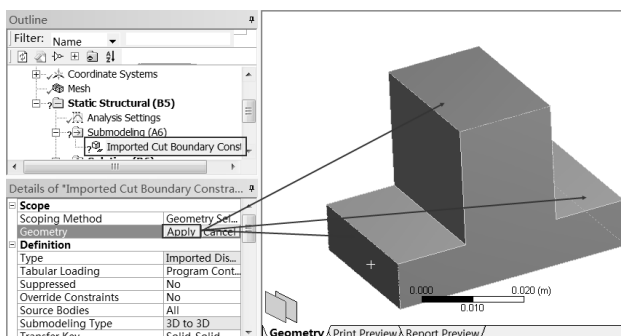 Outline
Filter: Name
Coordinate Systems
Mesh
Static Structural (B5)
Analysis Settings
Submodeling (A6)
Imported Cut Boundary Const
Details of "Imported Cut Boundary Constra...
Scope
Scoping Method Geometry Sel...
Geometry Apply Cancel
Definition
Type Imported Dis...
Tabular Loading Program Cont...
Suppressed No
Override Constraints No
Source Bodies All
Submodeling Type 3D to 3D
Transfer Key Solid-Solid
0.000 0.020 (m)
0.010
Geometry Print Preview Report Preview